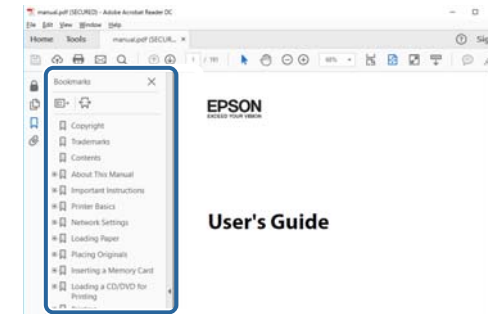 manual.pdf (SECURED) - Adobe Acrobat Reader DC
File Edit View Window Help
Home Tools manual.pdf (SECUR... ×
1 / 191
Bookmarks
Copyright
Trademarks
Contents
About This Manual
Important Instructions
Printer Basics
Network Settings
Loading Paper
Placing Originals
Inserting a Memory Card
Loading a CD/DVD for
Printing
EPSON
EXCEED YOUR VISION
User's Guide